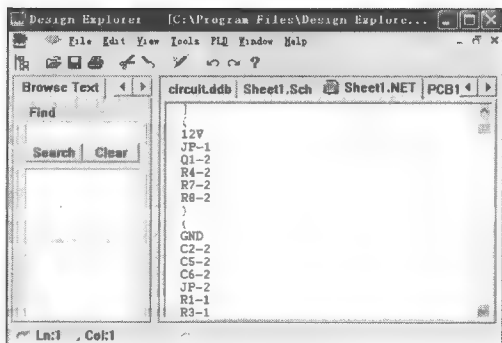 Design Explorer [C:\Program Files\Design Explore...
File Edit View Tools PLD Window Help
Browse Text
circuit.ddb Sheet1.Sch Sheet1.NET PCB1
Find
Search Clear
)
(
12V
JP-1
Q1-2
R4-2
R7-2
R8-2
)
(
GND
C2-2
C5-2
C6-2
JP-2
R1-1
R3-1
Ln:1 , Col:1